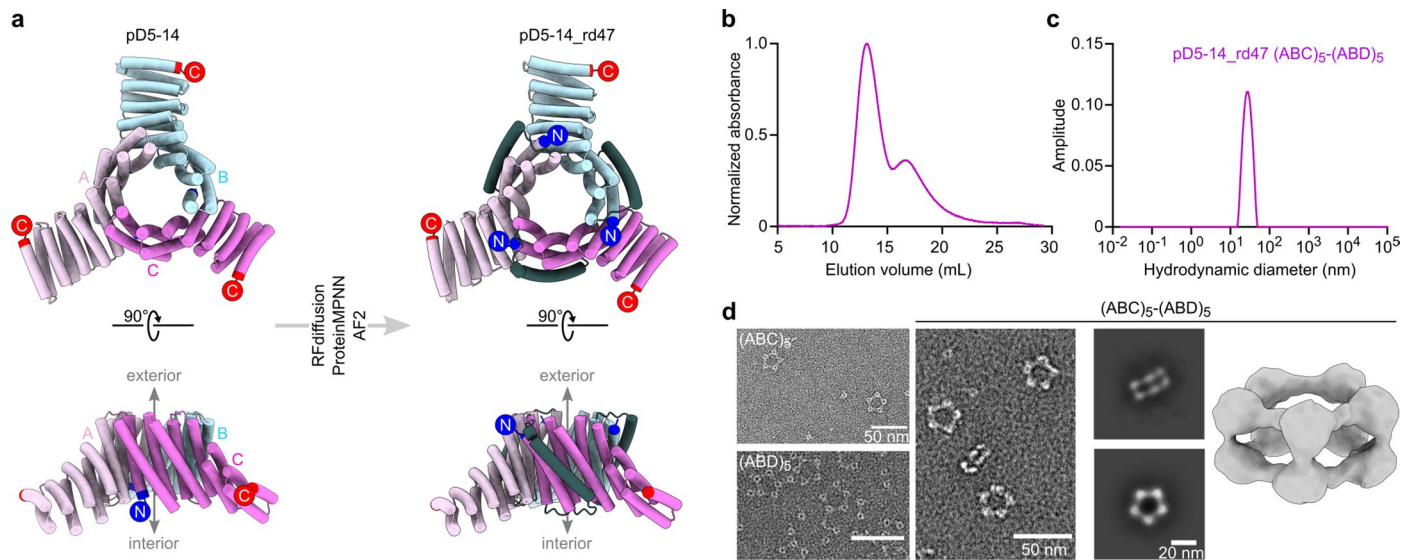 a
pD5-14
pD5-14_rd47
C
C
N
A
B
C
C
N
N
C
C
C
90°
RFdiffusion
ProteinMPNN
AF2
90°
exterior
exterior
A
B
C
C
N
N
interior
interior
b
Normalized absorbance
1.0
0.5
0
5 10 15 20 25 30
Elution volume (mL)
c
Amplitude
0.15
0.10
0.05
0
pD5-14_rd47 (ABC)₅-(ABD)₅
10⁻² 10⁻¹ 10⁰ 10¹ 10² 10³ 10⁴ 10⁵
Hydrodynamic diameter (nm)
d
(ABC)₅-(ABD)₅
(ABC)₅
50 nm
(ABD)₅
50 nm
20 nm